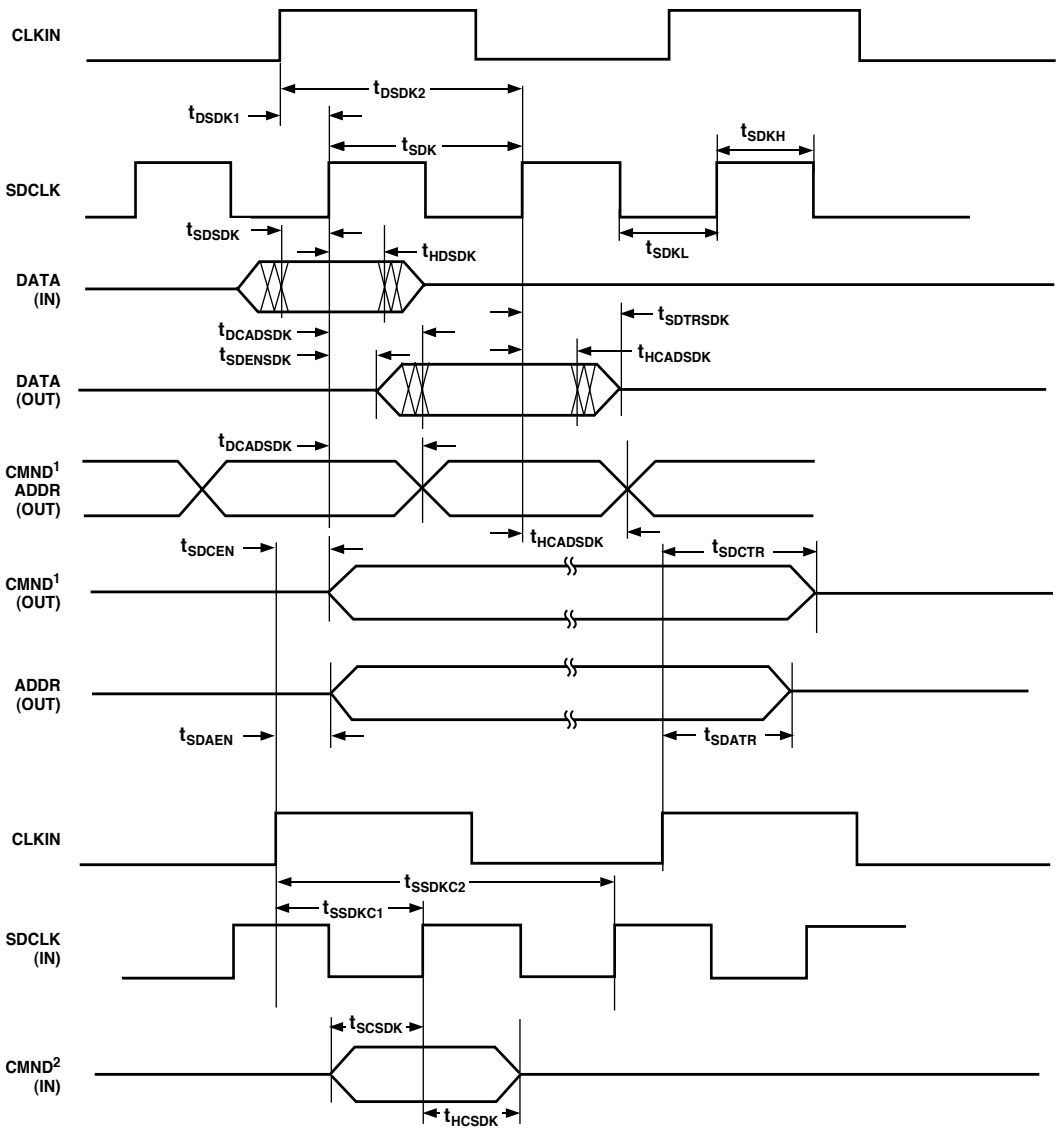 CLKIN
tDSDK2
tDSDK1
tSDK
tSDKH
SDCLK
tSDSDK
tHDSDK
tSDKL
DATA
(IN)
tDCADSDK
tSDTRSDK
tSDENSDK
tHCADSDK
DATA
(OUT)
tDCADSDK
CMND1
ADDR
(OUT)
tSDCEN
tHCADSDK
tSDCTR
CMND1
(OUT)
ADDR
(OUT)
tSDAEN
tSDATR
CLKIN
tSSDKC2
tSSDKC1
SDCLK
(IN)
tSCSDK
CMND2
(IN)
tHCSDK